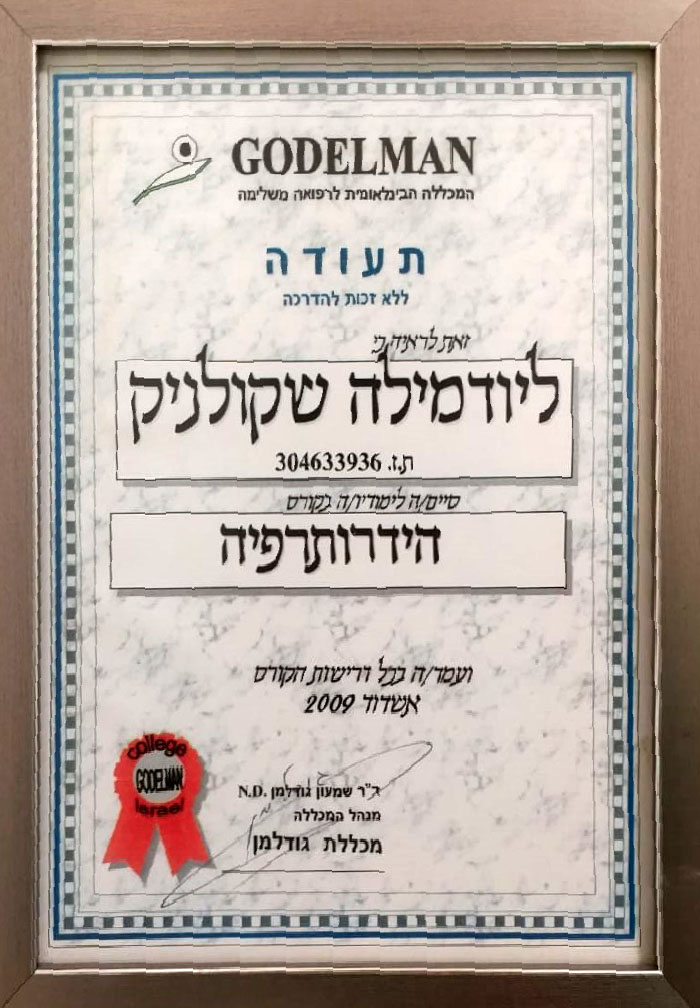 GODELMAN
המכללה הבינלאומית לרפואה משלימה
תעודה
ללא זכות להדרכה
זאת לראיה כי
ליודמילה שקולניק
ת.ז. 304633936
סיים/ה לימודיו/ה בקורס
הידרותרפיה
ועמד/ה בכל דרישות הקורס
אשדוד 2009
ד"ר שמעון גודלמן .N.D
מנהל המכללה
מכללת גודלמן
college
GODELMAN
Israel